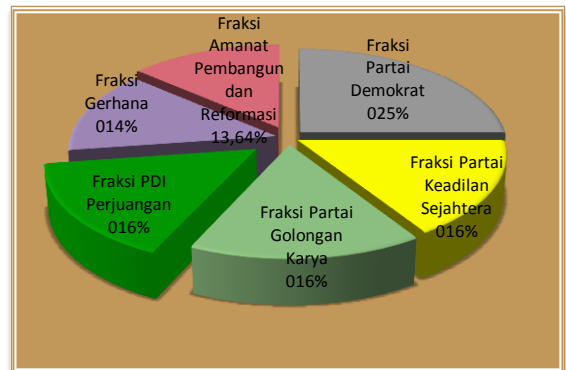 Fraksi
Partai
Demokrat
025%
Fraksi Partai
Keadilan
Sejahtera
016%
Fraksi Partai
Golongan
Karya
016%
Fraksi PDI
Perjuangan
016%
Fraksi
Gerhana
014%
Fraksi
Amanat
Pembangun
dan
Reformasi
13,64%